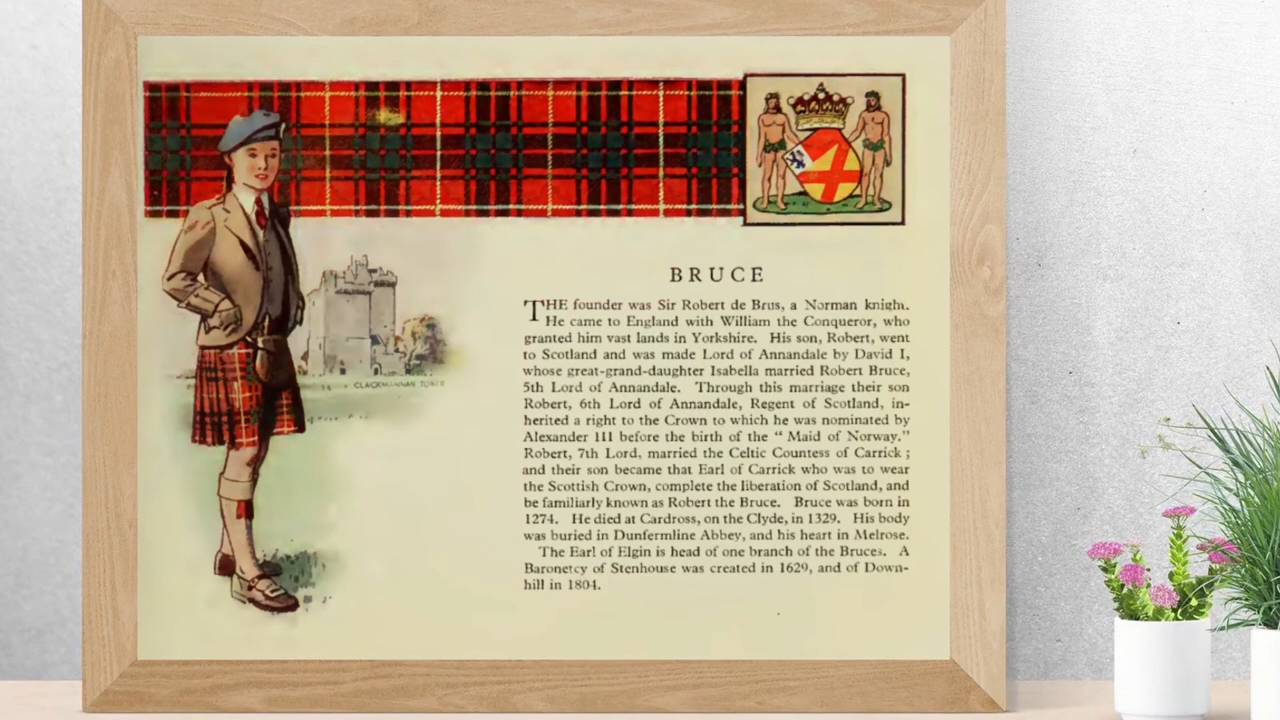 BRUCE
THE founder was Sir Robert de Brus, a Norman knight.
He came to England with William the Conqueror, who
granted him vast lands in Yorkshire. His son, Robert, went
to Scotland and was made Lord of Annandale by David I,
whose great-grand-daughter Isabella married Robert Bruce,
5th Lord of Annandale. Through this marriage their son
Robert, 6th Lord of Annandale, Regent of Scotland, in-
herited a right to the Crown to which he was nominated by
Alexander III before the birth of the “ Maid of Norway.”
Robert, 7th Lord, married the Celtic Countess of Carrick ;
and their son became that Earl of Carrick who was to wear
the Scottish Crown, complete the liberation of Scotland, and
be familiarly known as Robert the Bruce. Bruce was born in
1274. He died at Cardross, on the Clyde, in 1329. His body
was buried in Dunfermline Abbey, and his heart in Melrose.
The Earl of Elgin is head of one branch of the Bruces. A
Baronetcy of Stenhouse was created in 1629, and of Down-
hill in 1804.
CLACKMANNAN TOWER